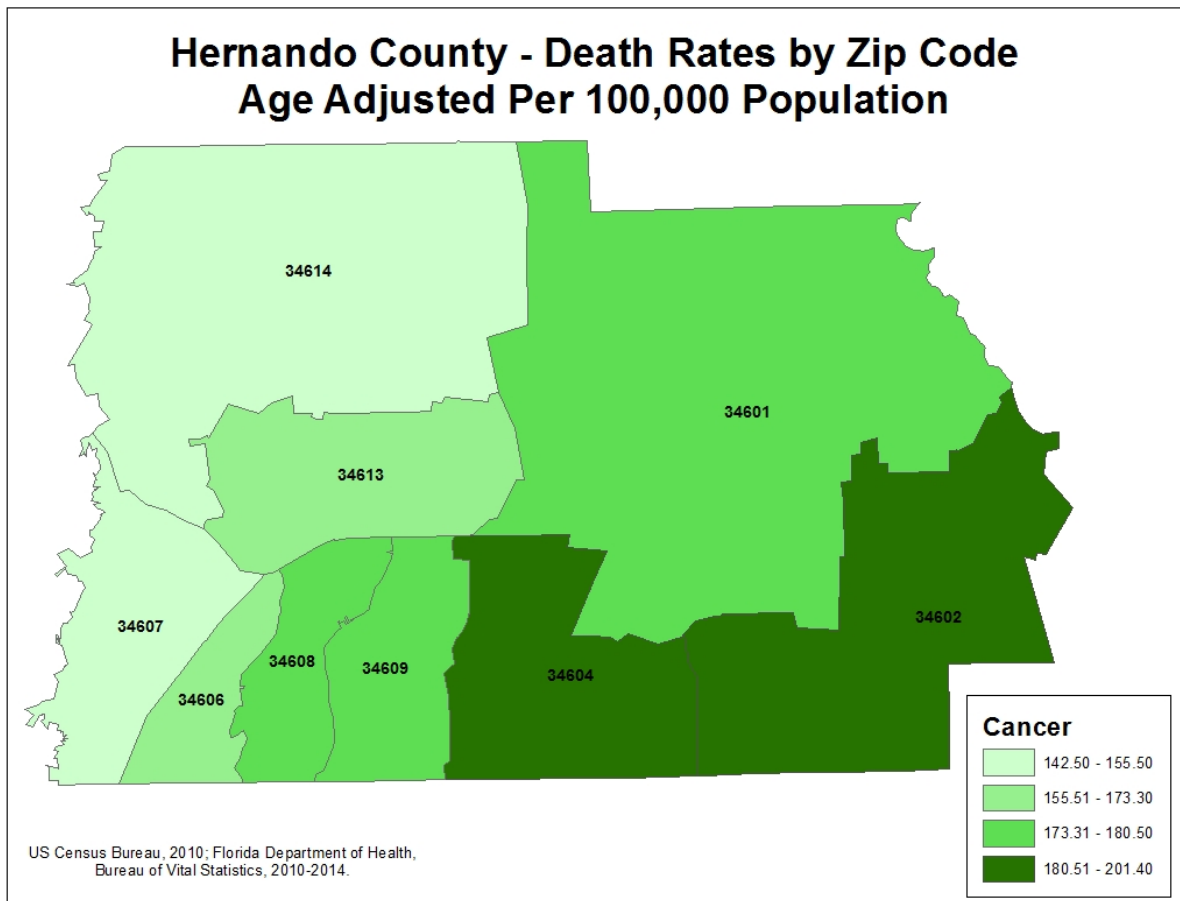 Hernando County - Death Rates by Zip Code
Age Adjusted Per 100,000 Population
34614
34601
34613
34607
34606
34608
34609
34604
34602
Cancer
142.50 - 155.50
155.51 - 173.30
173.31 - 180.50
180.51 - 201.40
US Census Bureau, 2010; Florida Department of Health,
Bureau of Vital Statistics, 2010-2014.